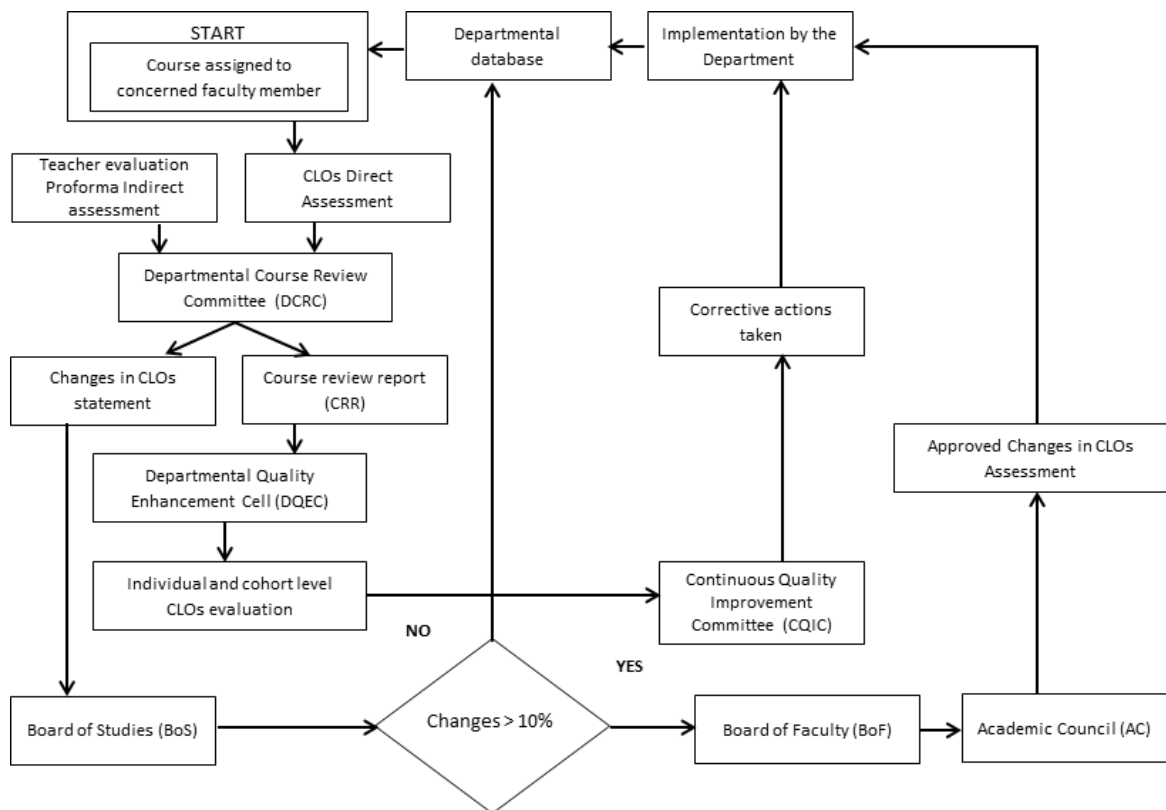 START
Course assigned to
concerned faculty member
Departmental
database
Implementation by the
Department
Teacher evaluation
Proforma Indirect
assessment
CLOs Direct
Assessment
Departmental Course Review
Committee (DCRC)
Corrective actions
taken
Changes in CLOs
statement
Course review report
(CRR)
Approved Changes in CLOs
Assessment
Departmental Quality
Enhancement Cell (DQEC)
Individual and cohort level
CLOs evaluation
Continuous Quality
Improvement
Committee (CQIC)
NO
YES
Board of Studies (BoS)
Changes > 10%
Board of Faculty (BoF)
Academic Council (AC)